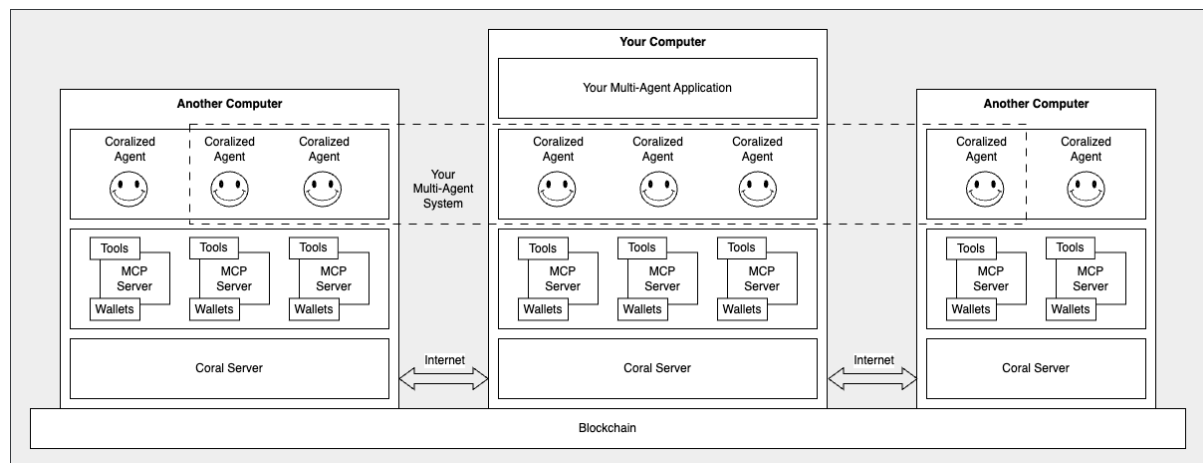 Your Computer
Your Multi-Agent Application
Another Computer
Coralized
Agent
Coralized
Agent
Coralized
Agent
Tools
MCP
Server
Wallets
Tools
MCP
Server
Wallets
Tools
MCP
Server
Wallets
Coral Server
Your
Multi-Agent
System
Internet
Coralized
Agent
Coralized
Agent
Coralized
Agent
Tools
MCP
Server
Wallets
Tools
MCP
Server
Wallets
Tools
MCP
Server
Wallets
Coral Server
Internet
Another Computer
Coralized
Agent
Coralized
Agent
Tools
MCP
Server
Wallets
Tools
MCP
Server
Wallets
Coral Server
Blockchain